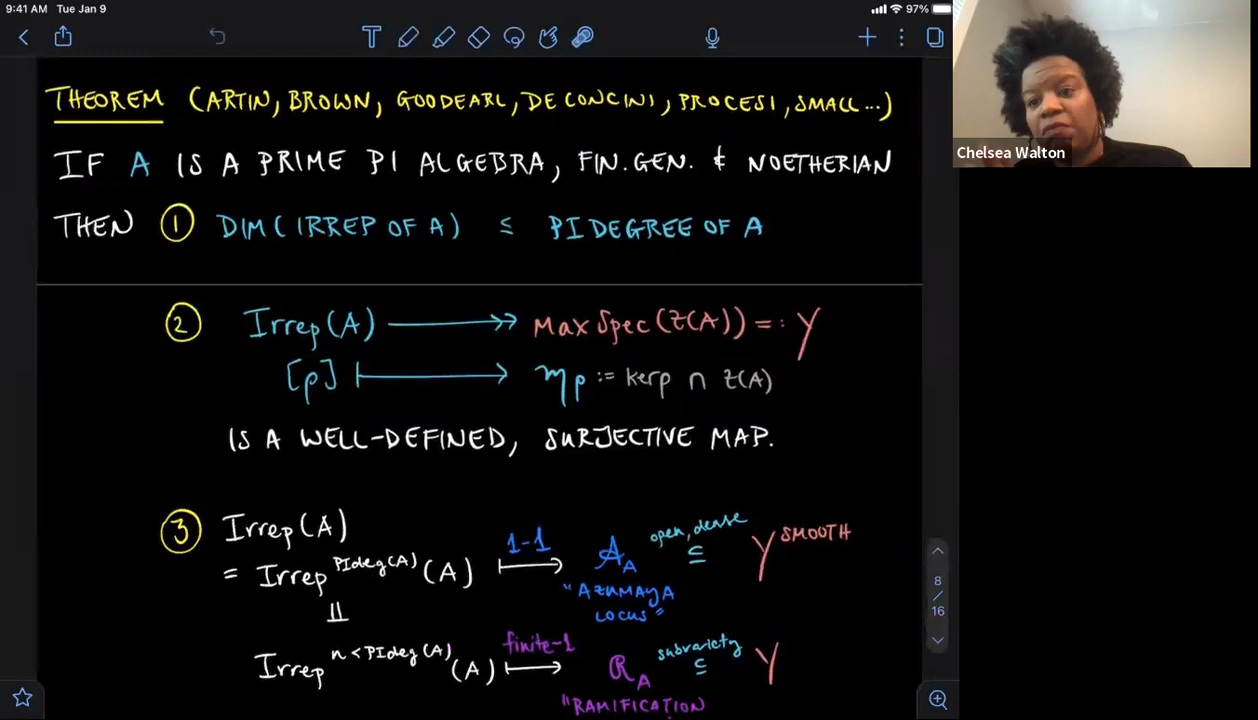 9:41 AM Tue Jan 9
97%
THEOREM (ARTIN, BROWN, GOODEARL, DE CONCINI, PROCESI, SMALL...)
IF A IS A PRIME PI ALGEBRA, FIN. GEN. & NOETHERIAN
THEN ① DIM(IRREP OF A) ≤ PI DEGREE OF A
② Irrep(A) ↠ MaxSpec(Z(A)) =: Y
[ρ] ⟼ 𝔪ρ := kerρ ∩ Z(A)
IS A WELL-DEFINED, SURJECTIVE MAP.
③ Irrep(A)
= Irrep^PIdeg(A) (A) ⟼ 1-1 𝒜_A open, dense ⊆ Y^SMOOTH
"AZUMAYA LOCUS"
⨿
Irrep^n<PIdeg(A) (A) ⟼ finite-1 ℛ_A subvariety ⊆ Y
"RAMIFICATION
8 / 16
Chelsea Walton